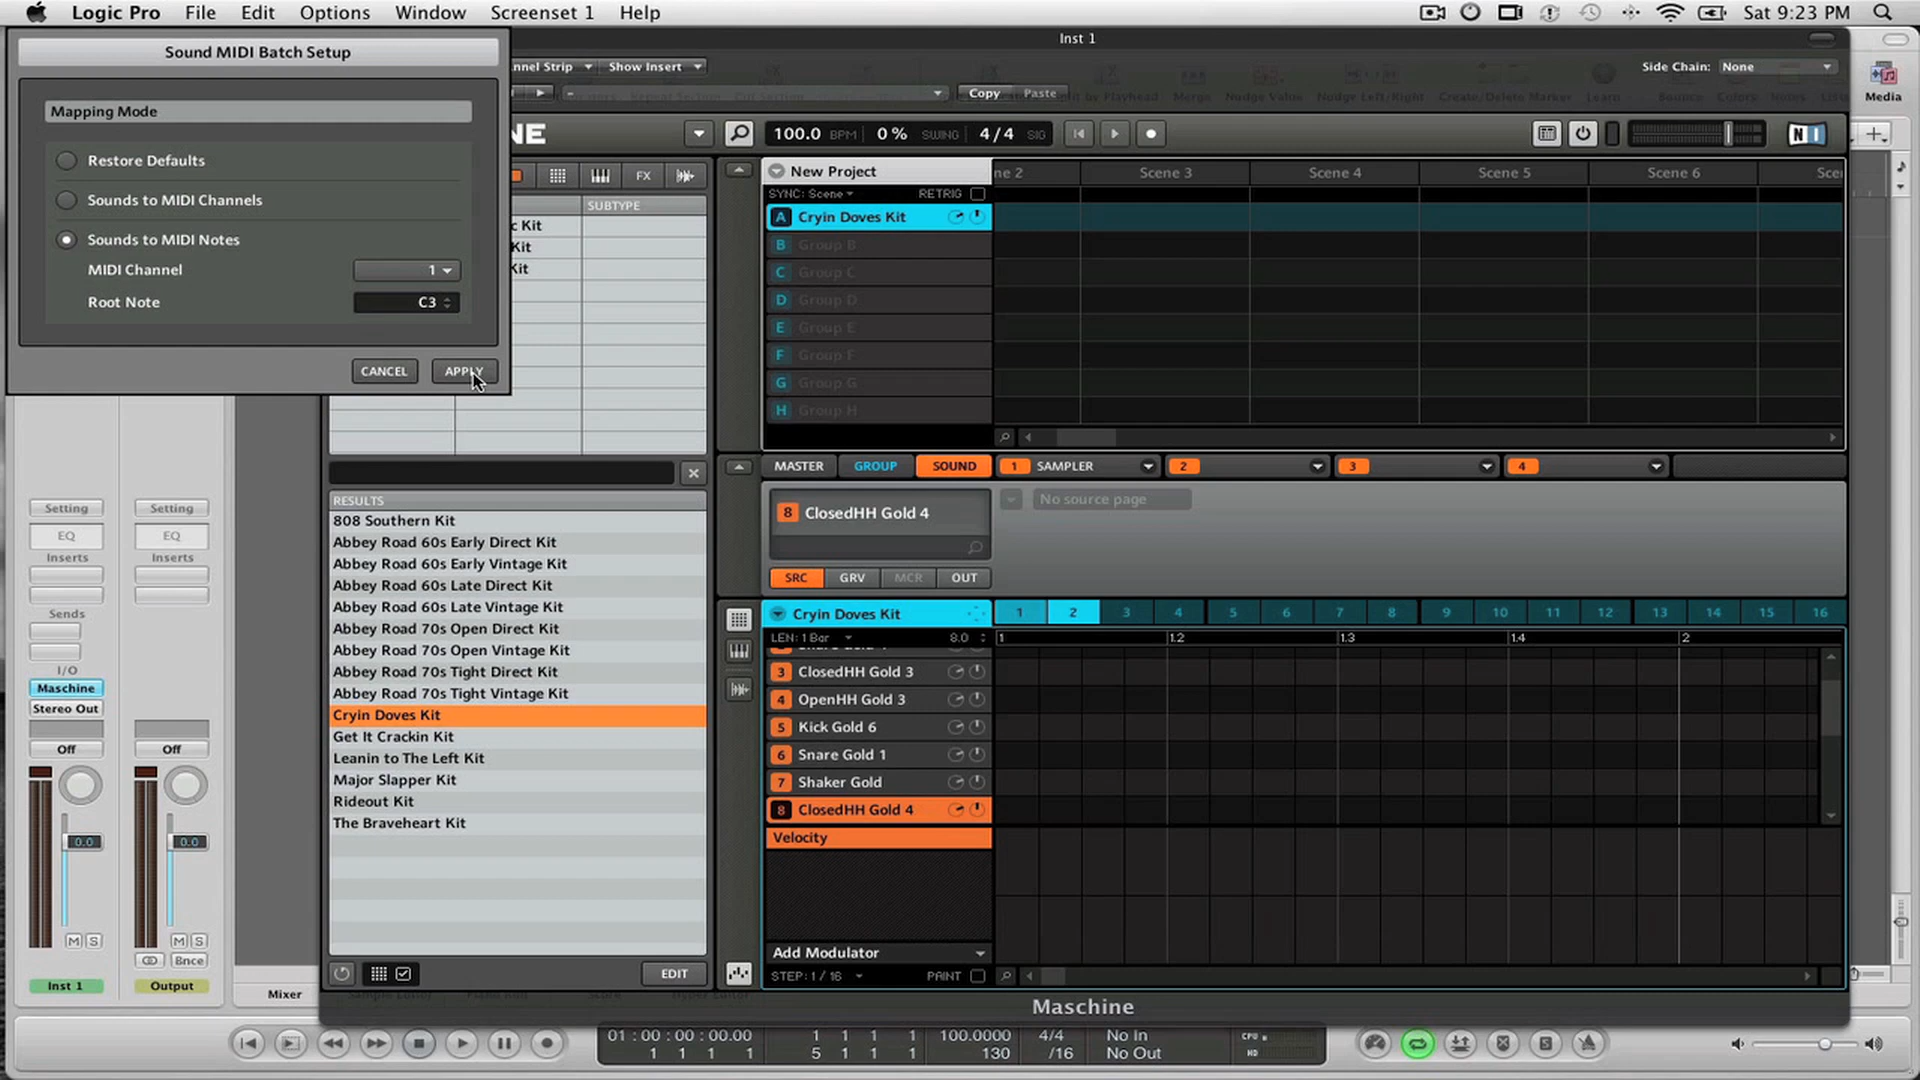 Logic Pro File Edit Options Window Screenset 1 Help Sat 9:23 PM
Sound MIDI Batch Setup
Mapping Mode
Restore Defaults
Sounds to MIDI Channels
Sounds to MIDI Notes
MIDI Channel 1
Root Note C3
CANCEL APPLY
Inst 1
Show Insert
Side Chain: None
Copy Paste
Media
100.0 BPM 0% SWING 4/4 SIG
FX
SUBTYPE
New Project
Scene 3 Scene 4 Scene 5 Scene 6
SYNC: Scene RETRIG
A Cryin Doves Kit
B Group B
C Group C
D Group D
E Group E
F Group F
G Group G
H Group H
MASTER GROUP SOUND 1 SAMPLER 2 3 4
8 ClosedHH Gold 4
No source page
SRC GRV MCR OUT
RESULTS
808 Southern Kit
Abbey Road 60s Early Direct Kit
Abbey Road 60s Early Vintage Kit
Abbey Road 60s Late Direct Kit
Abbey Road 60s Late Vintage Kit
Abbey Road 70s Open Direct Kit
Abbey Road 70s Open Vintage Kit
Abbey Road 70s Tight Direct Kit
Abbey Road 70s Tight Vintage Kit
Cryin Doves Kit
Get It Crackin Kit
Leanin to The Left Kit
Major Slapper Kit
Rideout Kit
The Braveheart Kit
EDIT
Cryin Doves Kit 1 2 3 4 5 6 7 8 9 10 11 12 13 14 15 16
LEN: 1 Bar 8.0 1 1.2 1.3 1.4 2
3 ClosedHH Gold 3
4 OpenHH Gold 3
5 Kick Gold 6
6 Snare Gold 1
7 Shaker Gold
8 ClosedHH Gold 4
Velocity
Add Modulator
STEP: 1 / 16 PAINT
Maschine
Setting Setting
EQ EQ
Inserts Inserts
Sends
I/O
Maschine
Stereo Out
Off Off
0.0 0.0
M S M S
Bnce
Inst 1 Output
Mixer
01:00:00:00.00 1 1 1 1 100.0000 4/4 No In CPU
1 1 1 1 5 1 1 1 130 /16 No Out HD